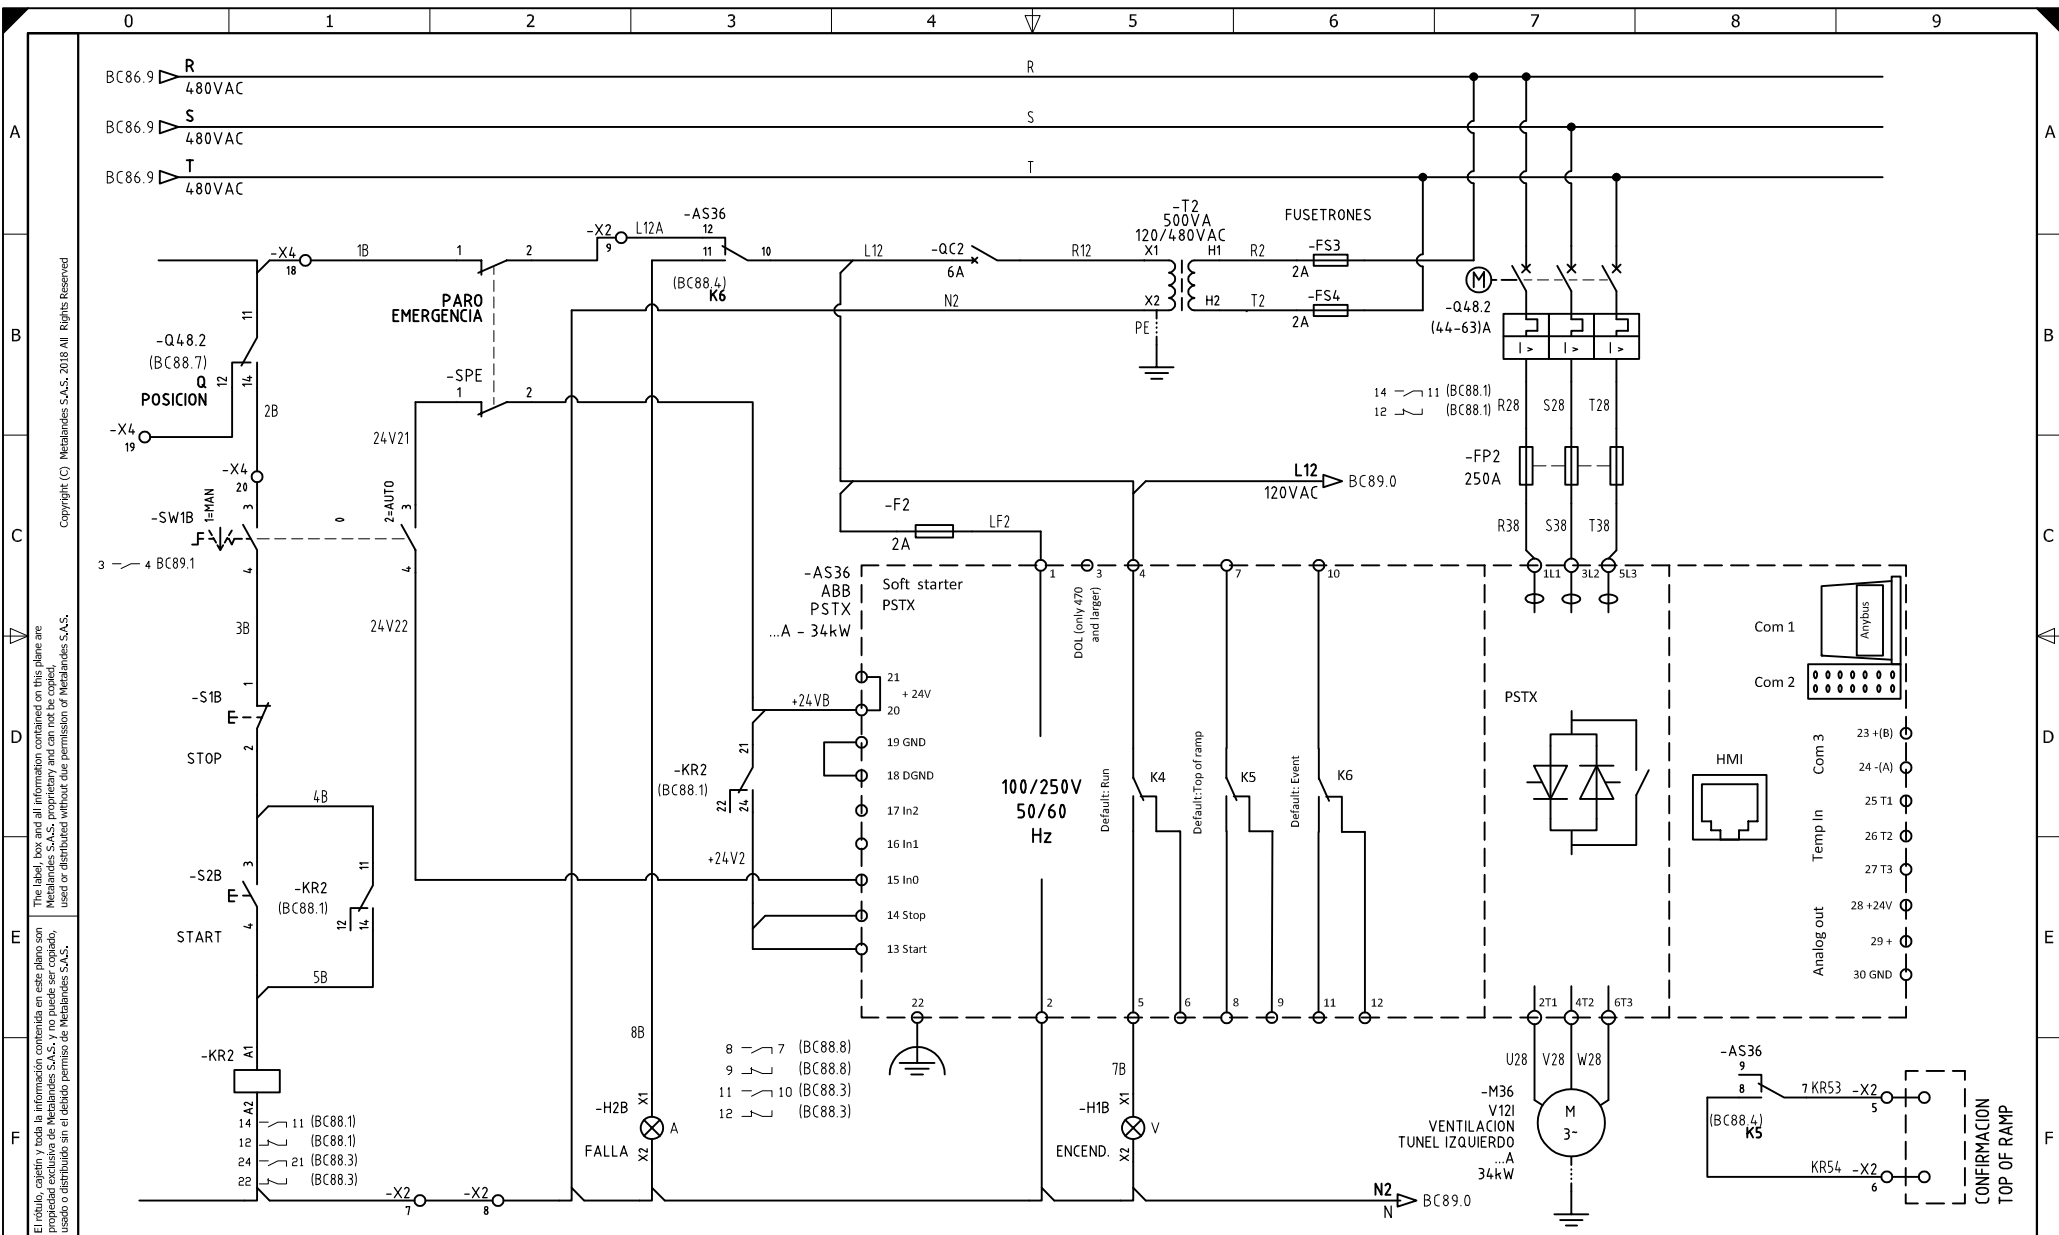 0 1 2 3 4 5 6 7 8 9
A A
B B
C C
D D
E E
F F
Copyright (C) Metalandes S.A.S. 2018 All Rights Reserved
The label, box and all information contained on this plane are
Metalandes S.A.S. proprietary and can not be copied,
used or distributed without due permission of Metalandes S.A.S.
El rótulo, cajetín y toda la información contenida en este plano son
propiedad exclusiva de Metalandes S.A.S. y no puede ser copiado,
usado o distribuido sin el debido permiso de Metalandes S.A.S.
BC86.9 R R
480VAC
BC86.9 S S
480VAC
BC86.9 T T
480VAC
-X4
18
1B
1 2
PARO
EMERGENCIA
-X2
9
L12A
-AS36
12
11 10
(BC88.4)
K6
L12
-QC2
6A
R12
N2
-T2
500VA
120/480VAC
X1 H1
X2 H2
PE
R2
T2
FUSETRONES
-FS3
2A
-FS4
2A
M
-Q48.2
(44-63)A
I > I > I >
14 11 (BC88.1)
12 (BC88.1)
R28 S28 T28
-FP2
250A
R38 S38 T38
11
-Q48.2
(BC88.7)
Q
POSICION
12
14
2B
-X4
19
-X4
20
-SPE
1 2
24V21
-SW1B
1=MAN
0
2=AUTO
3
4
3
4
3 4 BC89.1
3B
24V22
-S1B
1
2
STOP
4B
-S2B
3
4
START
-KR2
(BC88.1)
11
12
14
5B
-KR2
A1
A2
14 11 (BC88.1)
12 (BC88.1)
24 21 (BC88.3)
22 (BC88.3)
-X2
7
-X2
8
L12
120VAC
BC89.0
-F2
2A
LF2
-AS36
ABB
PSTX
...A - 34kW
Soft starter
PSTX
1 3 4 7 10
DOL (only 470
and larger)
1L1 3L2 5L3
21
+ 24V
20
19 GND
18 DGND
17 In2
16 In1
15 In0
14 Stop
13 Start
+24VB
-KR2
(BC88.1)
21
22
24
+24V2
100/250V
50/60
Hz
Default: Run
K4
Default:Top of ramp
K5
Default: Event
K6
PSTX
HMI
Com 1
Anybus
Com 2
Com 3
23 +(B)
24 -(A)
Temp In
25 T1
26 T2
27 T3
Analog out
28 +24V
29 +
30 GND
22 2 5 6 8 9 11 12
2T1 4T2 6T3
8B
8 7 (BC88.8)
9 (BC88.8)
11 10 (BC88.3)
12 (BC88.3)
-H2B
X1
X2
A
FALLA
7B
-H1B
X1
X2
V
ENCEND.
U28 V28 W28
-M36
V12I
VENTILACION
TUNEL IZQUIERDO
...A
34kW
M
3~
N2
N
BC89.0
-AS36
9
8 7
(BC88.4)
K5
KR53 -X2
5
KR54 -X2
6
CONFIRMACION
TOP OF RAMP